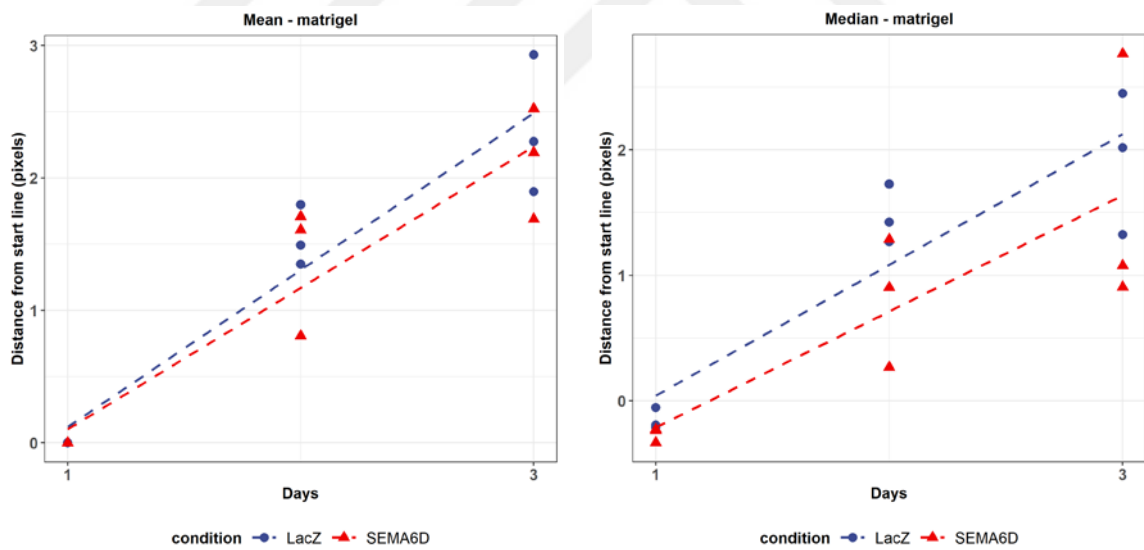 Mean - matrigel
Distance from start line (pixels)
3
2
1
0
1 3
Days
condition LacZ SEMA6D
Median - matrigel
Distance from start line (pixels)
2
1
0
1 3
Days
condition LacZ SEMA6D